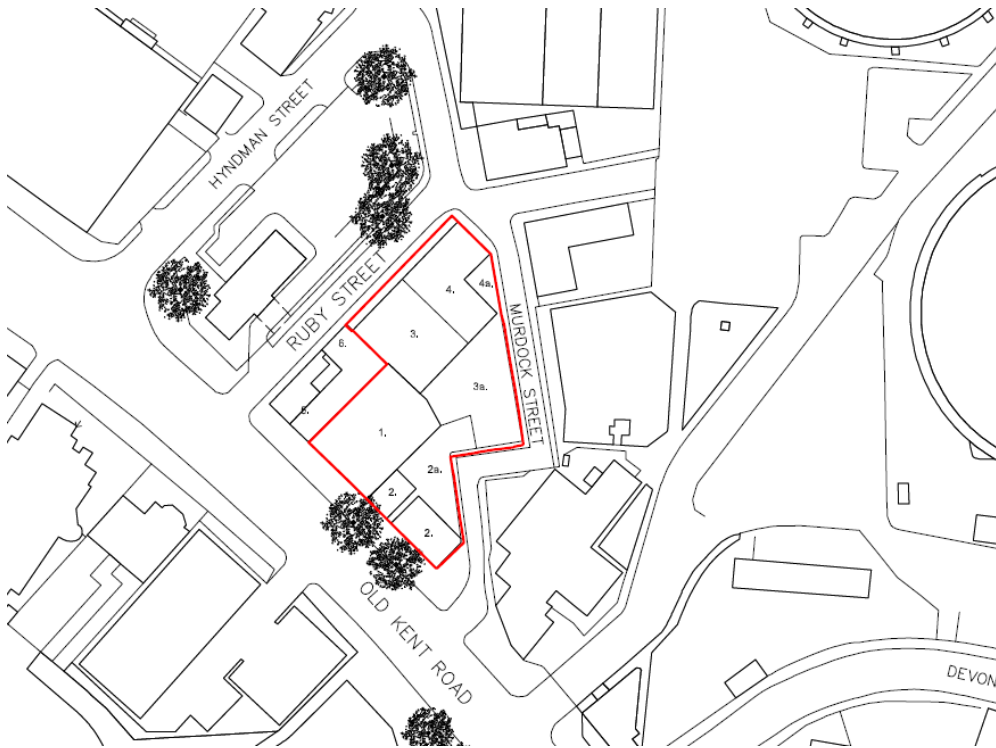 HYNDMAN STREET
RUBY STREET
4.
4a.
MURDOCK STREET
3.
6.
3a.
5.
1.
2a.
2.
2.
OLD KENT ROAD
DEVON